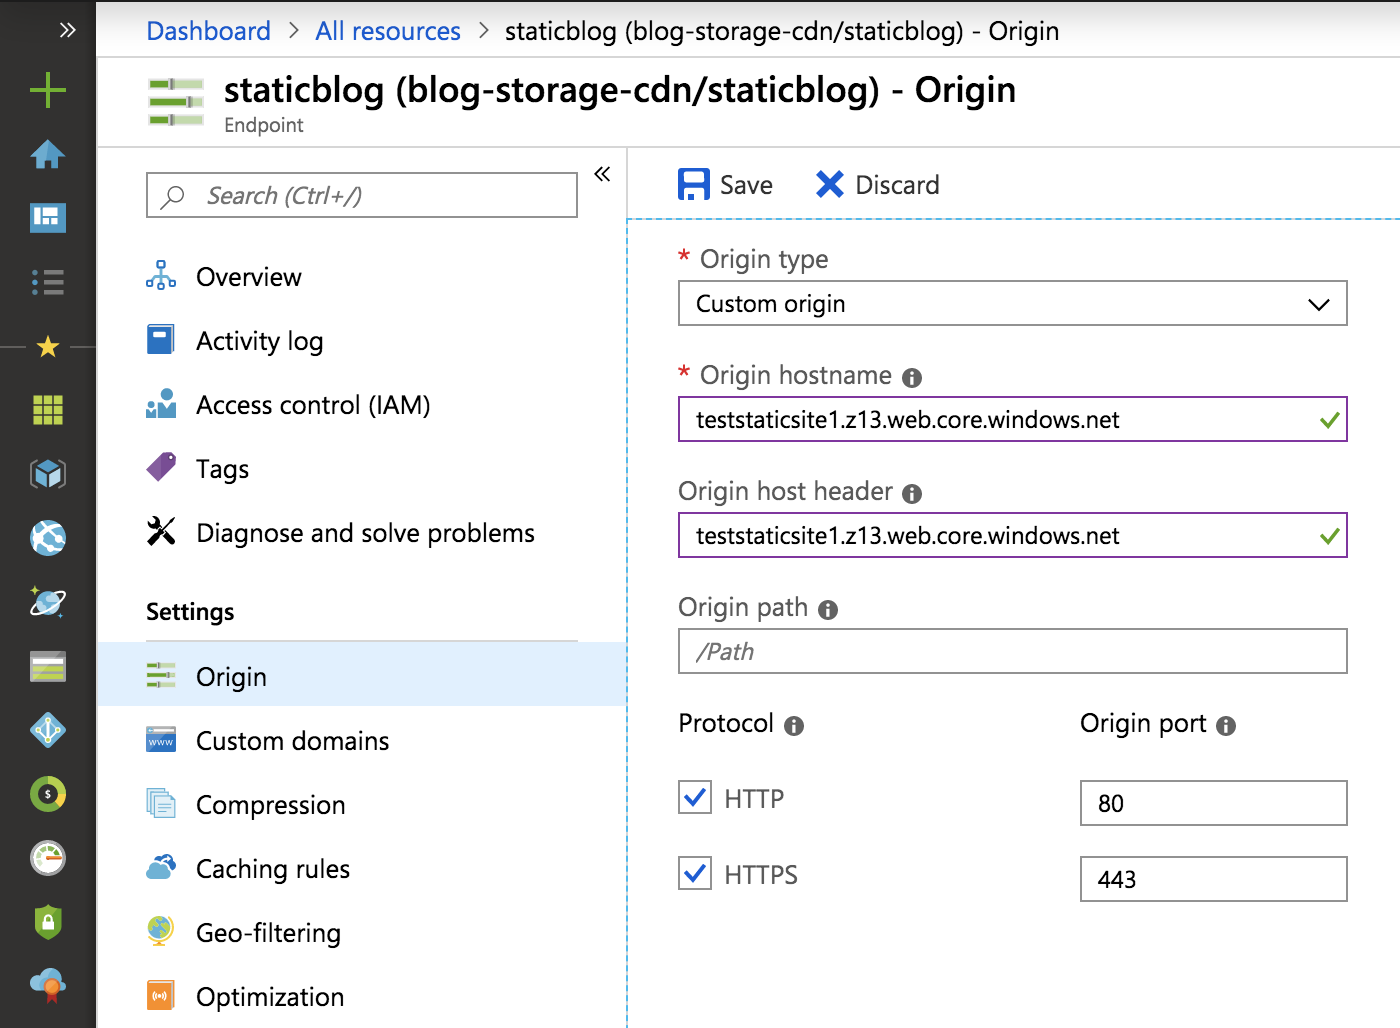 Dashboard > All resources > staticblog (blog-storage-cdn/staticblog) - Origin
staticblog (blog-storage-cdn/staticblog) - Origin
Endpoint
Search (Ctrl+/)
Overview
Activity log
Access control (IAM)
Tags
Diagnose and solve problems
Settings
Origin
Custom domains
Compression
Caching rules
Geo-filtering
Optimization
Save
Discard
* Origin type
Custom origin
* Origin hostname
teststaticsite1.z13.web.core.windows.net
Origin host header
teststaticsite1.z13.web.core.windows.net
Origin path
/Path
Protocol
Origin port
HTTP
80
HTTPS
443